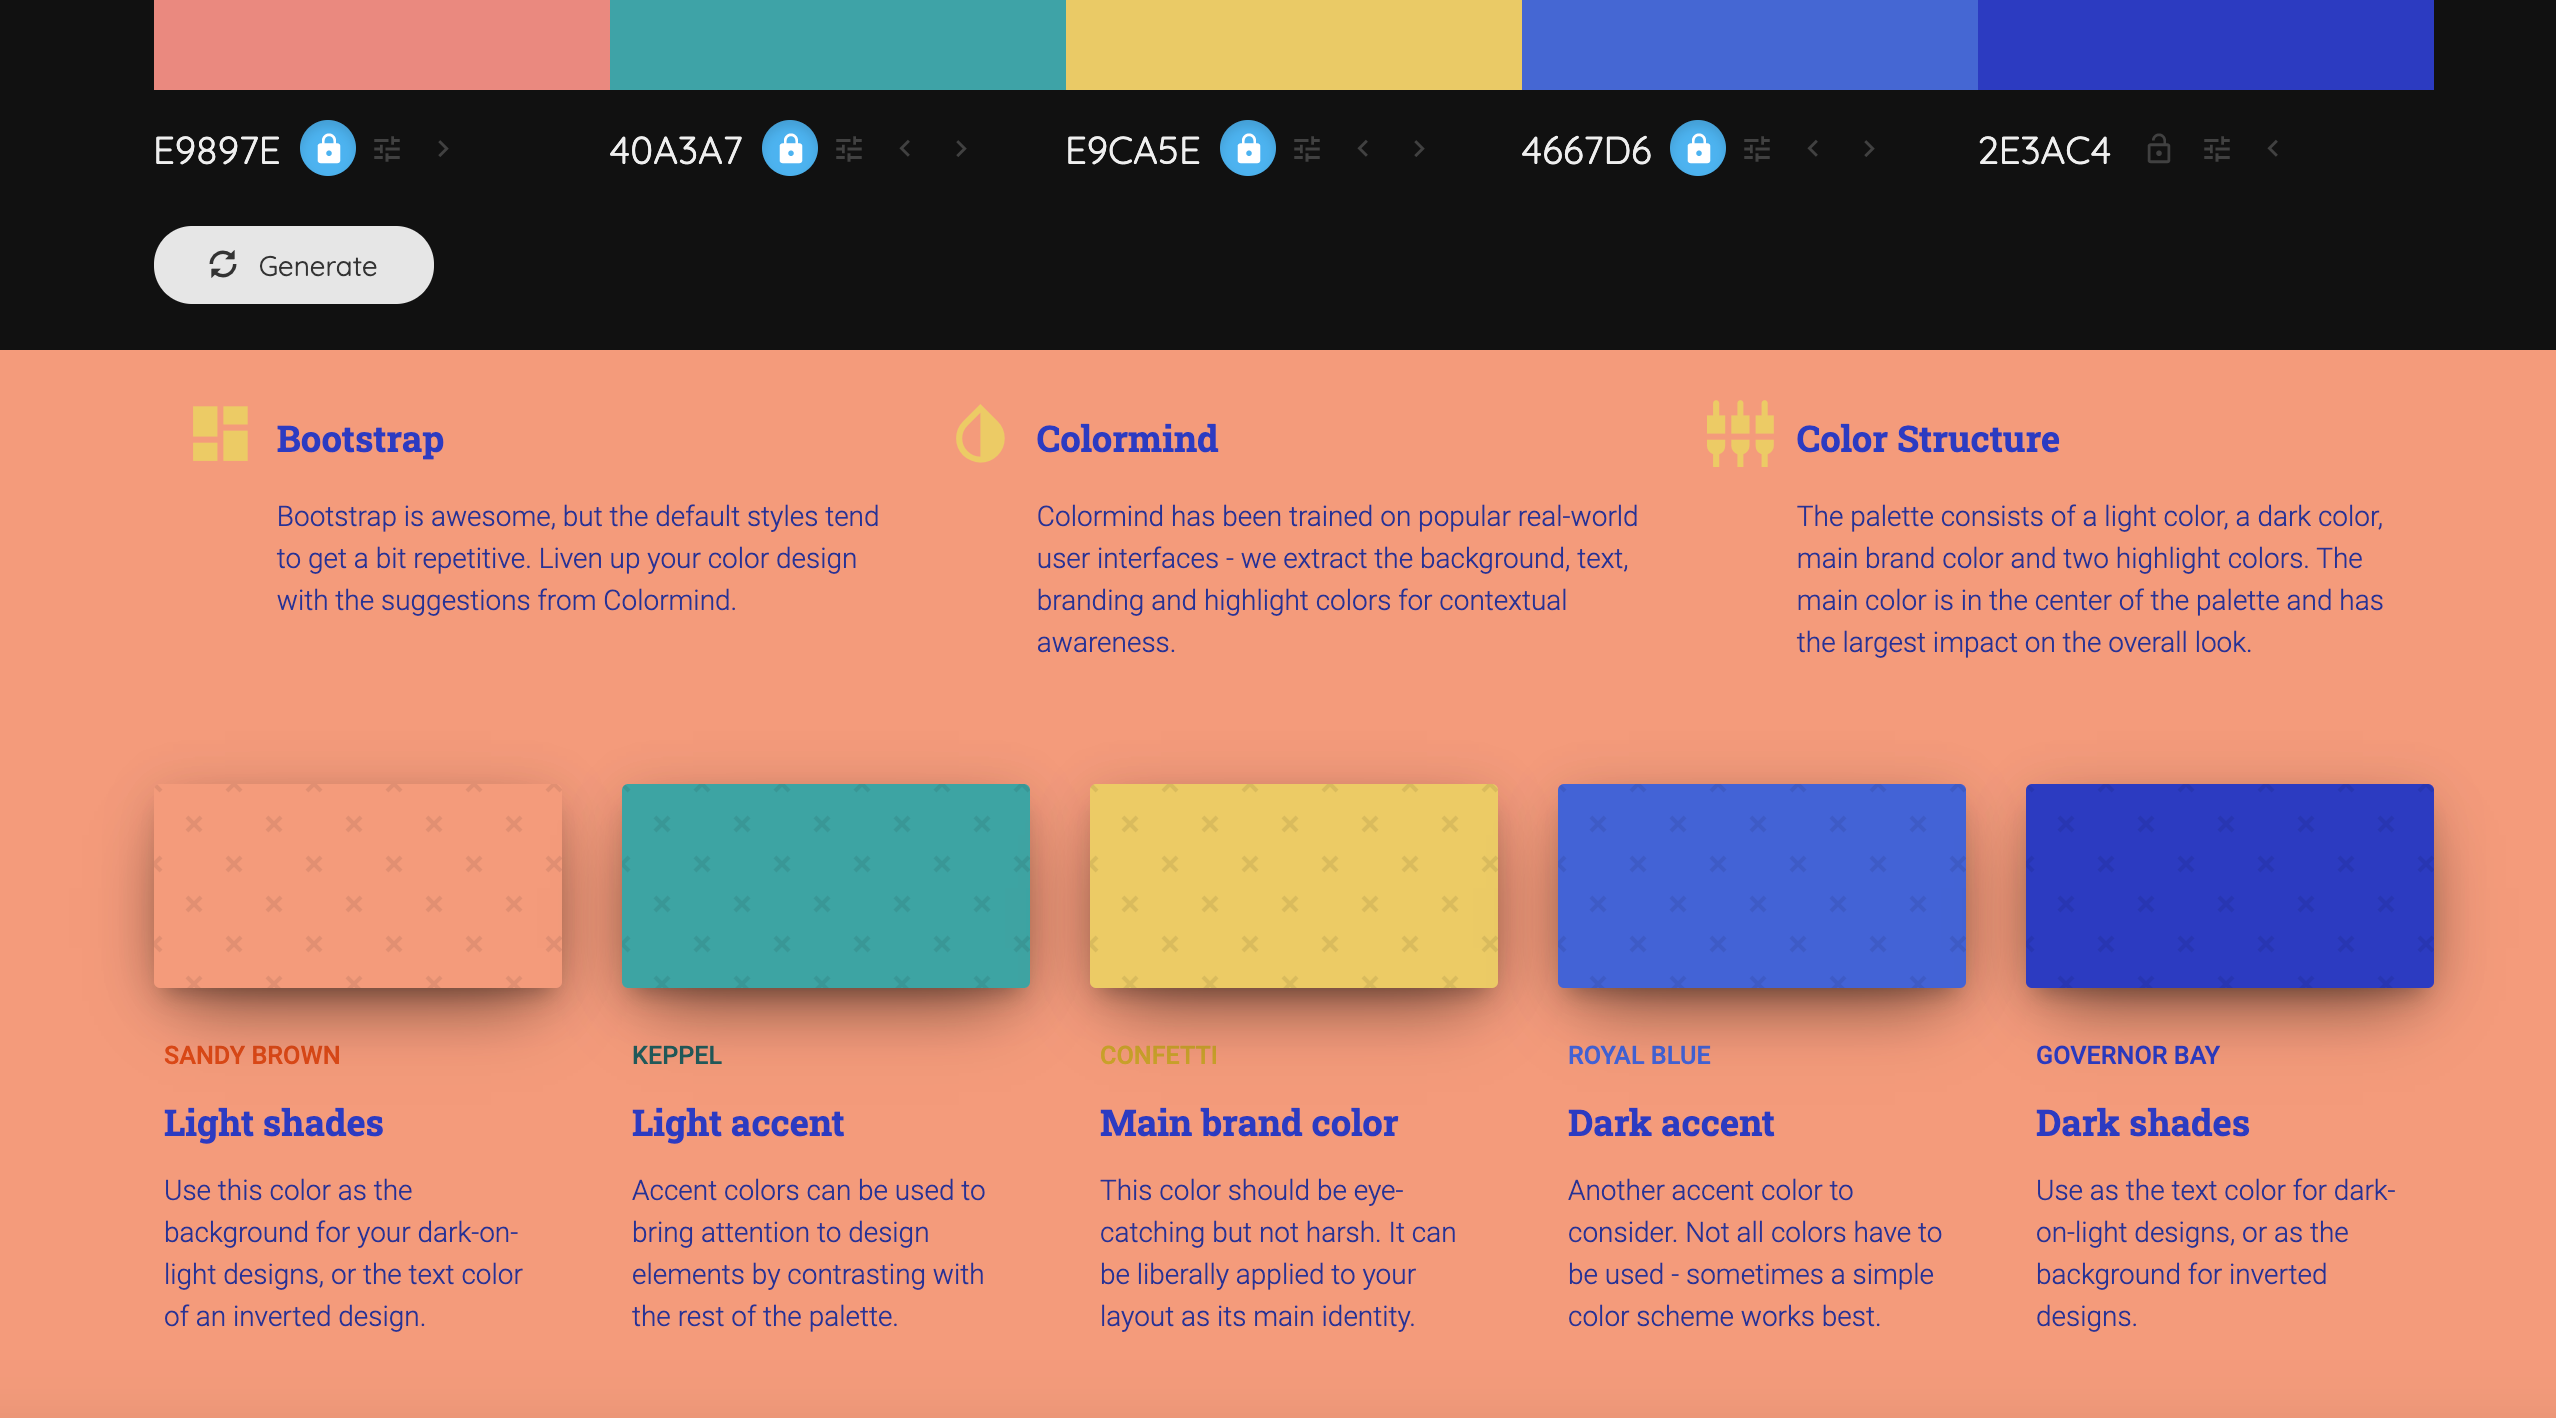 E9897E
40A3A7
E9CA5E
4667D6
2E3AC4
Generate
Bootstrap
Bootstrap is awesome, but the default styles tend
to get a bit repetitive. Liven up your color design
with the suggestions from Colormind.
Colormind
Colormind has been trained on popular real-world
user interfaces - we extract the background, text,
branding and highlight colors for contextual
awareness.
Color Structure
The palette consists of a light color, a dark color,
main brand color and two highlight colors. The
main color is in the center of the palette and has
the largest impact on the overall look.
SANDY BROWN
Light shades
Use this color as the
background for your dark-on-
light designs, or the text color
of an inverted design.
KEPPEL
Light accent
Accent colors can be used to
bring attention to design
elements by contrasting with
the rest of the palette.
CONFETTI
Main brand color
This color should be eye-
catching but not harsh. It can
be liberally applied to your
layout as its main identity.
ROYAL BLUE
Dark accent
Another accent color to
consider. Not all colors have to
be used - sometimes a simple
color scheme works best.
GOVERNOR BAY
Dark shades
Use as the text color for dark-
on-light designs, or as the
background for inverted
designs.